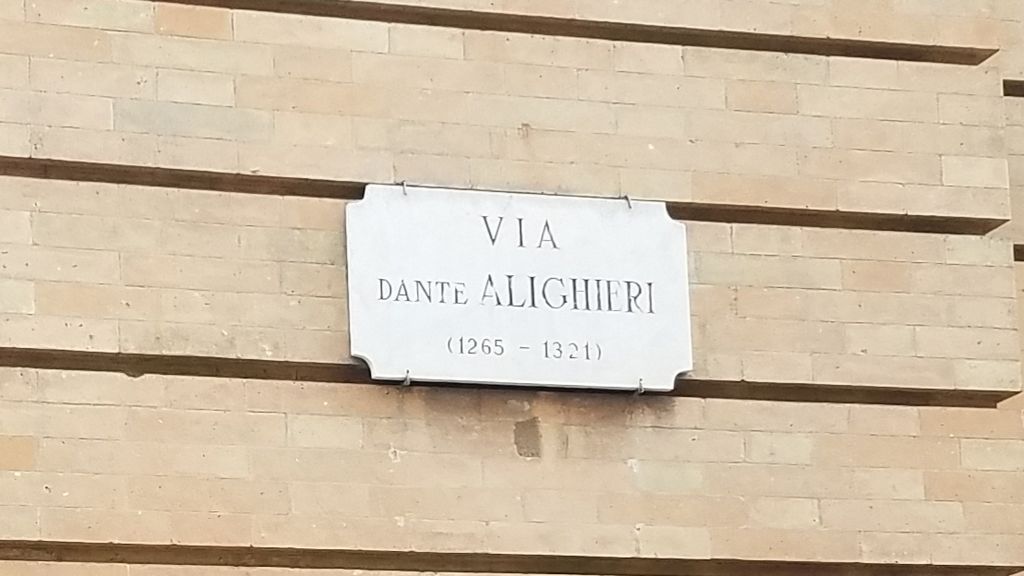 VIA
DANTE ALIGHIERI
(1265 - 1321)